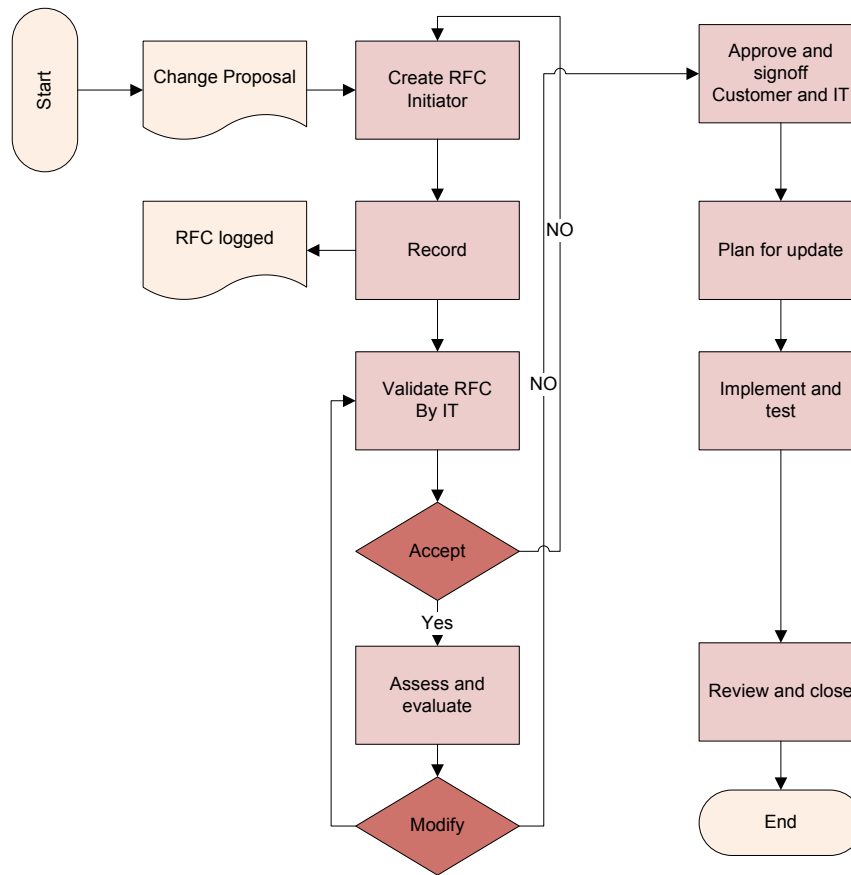 Start
Change Proposal
Create RFC
Initiator
Approve and
signoff
Customer and IT
RFC logged
Record
NO
Plan for update
Validate RFC
By IT
NO
Implement and
test
Accept
Yes
Assess and
evaluate
Review and close
Modify
End